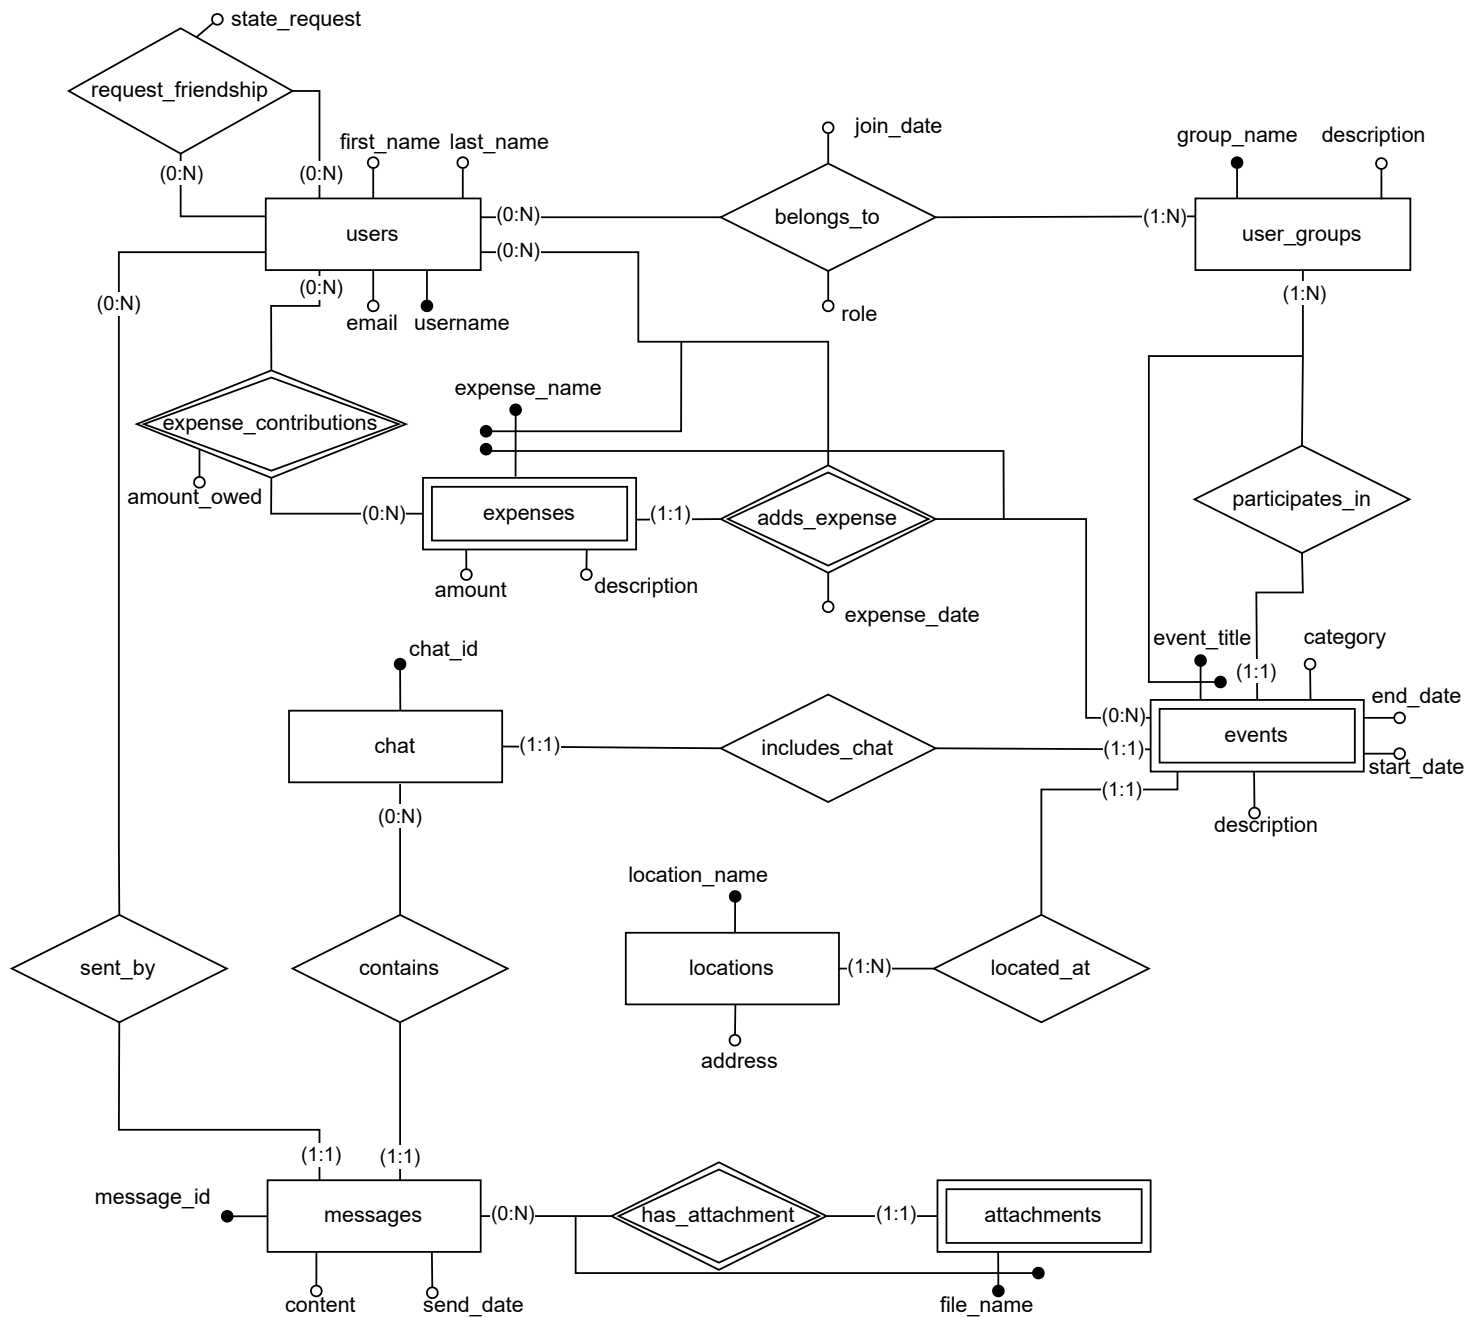 state_request
request_friendship
(0:N)
(0:N)
first_name
last_name
users
email
username
(0:N)
(0:N)
(0:N)
(0:N)
join_date
belongs_to
role
(1:N)
group_name
description
user_groups
(1:N)
expense_contributions
amount_owed
(0:N)
expense_name
expenses
amount
description
(1:1)
adds_expense
expense_date
participates_in
event_title
category
(1:1)
end_date
(0:N)
events
start_date
(1:1)
(1:1)
description
chat_id
chat
(1:1)
includes_chat
(0:N)
location_name
locations
(1:N)
located_at
address
sent_by
contains
(1:1)
(1:1)
message_id
messages
content
send_date
(0:N)
has_attachment
(1:1)
attachments
file_name